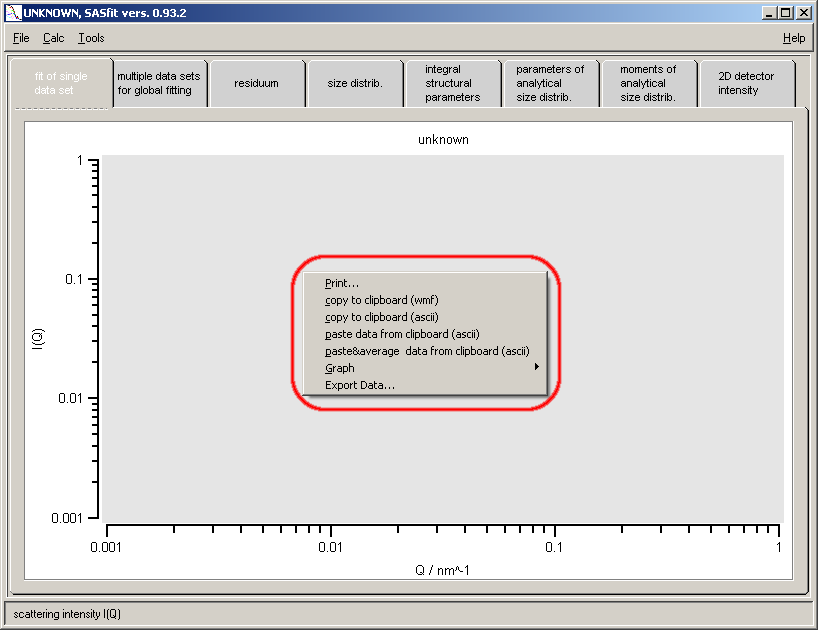 UNKNOWN, SASfit vers. 0.93.2
File Calc Tools Help
fit of single
data set
multiple data sets
for global fitting
residuum
size distrib.
integral
structural
parameters
parameters of
analytical
size distrib.
moments of
analytical
size distrib.
2D detector
intensity
unknown
1
0.1
0.01
0.001
I(Q)
Print...
copy to clipboard (wmf)
copy to clipboard (ascii)
paste data from clipboard (ascii)
paste&average data from clipboard (ascii)
Graph
Export Data...
0.001 0.01 0.1 1
Q / nm^-1
scattering intensity I(Q)